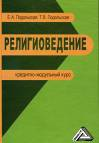 Е.А. Подольская, Т.В. Подольская
РЕЛИГИОВЕДЕНИЕ
кредитно-модульный курс